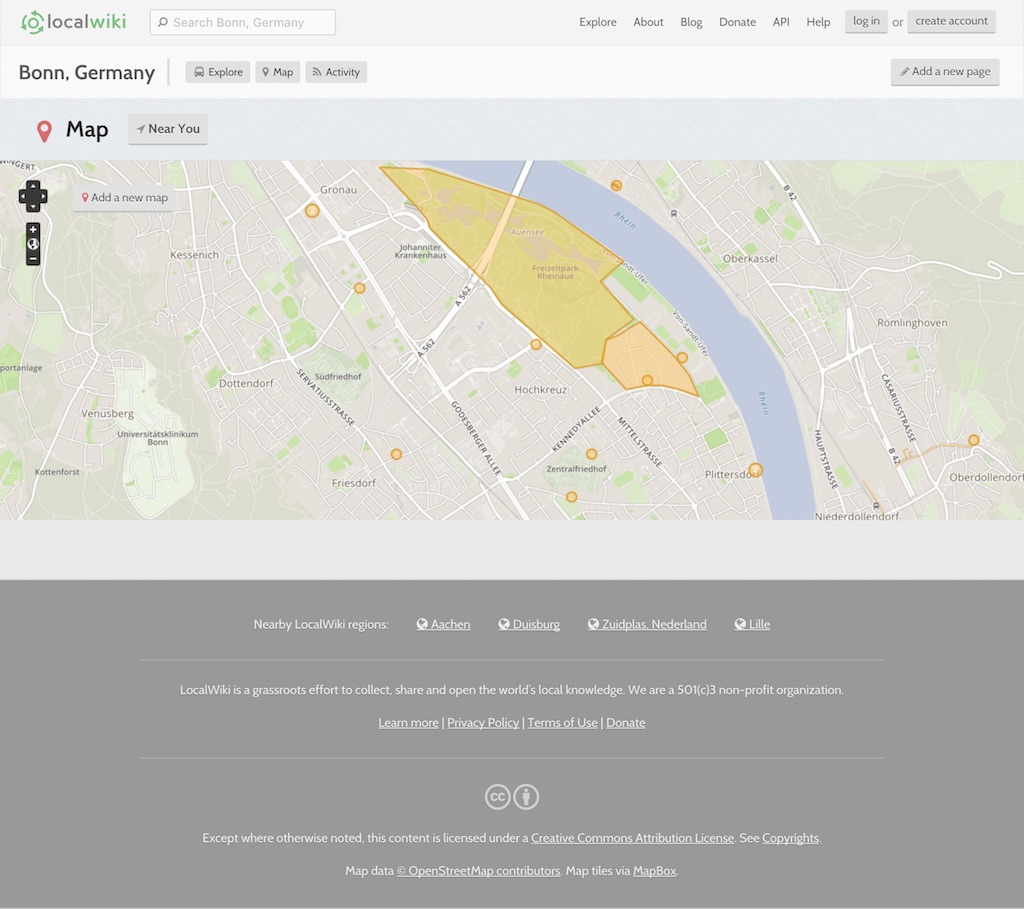 localwiki
Search Bonn, Germany
Explore About Blog Donate API Help log in or create account
Bonn, Germany
Explore Map Activity
Add a new page
Map
Near You
Add a new map
Gronau
B 42
Rhein
Auensee
Kessenich
Johanniter
Krankenhaus
Oberkassel
Freizeitpark
Rheinaue
A 562
Von-Sandt-Ufer
Römlinghoven
A 562
Dottendorf
Südfriedhof
SERVATIUSSTRASSE
Hochkreuz
Rhein
CÄSARIUSSTRASSE
Venusberg
Universitätsklinikum
Bonn
GODESBERGER ALLEE
KENNEDYALLEE
MITTELSTRASSE
HAUPTSTRASSE
B 42
Kottenforst
Friesdorf
Zentralfriedhof
Plittersdorf
Oberdollendorf
Niederdollendorf
Nearby LocalWiki regions: Aachen Duisburg Zuidplas, Nederland Lille
LocalWiki is a grassroots effort to collect, share and open the world's local knowledge. We are a 501(c)3 non-profit organization.
Learn more | Privacy Policy | Terms of Use | Donate
cc
Except where otherwise noted, this content is licensed under a Creative Commons Attribution License. See Copyrights.
Map data © OpenStreetMap contributors. Map tiles via MapBox.